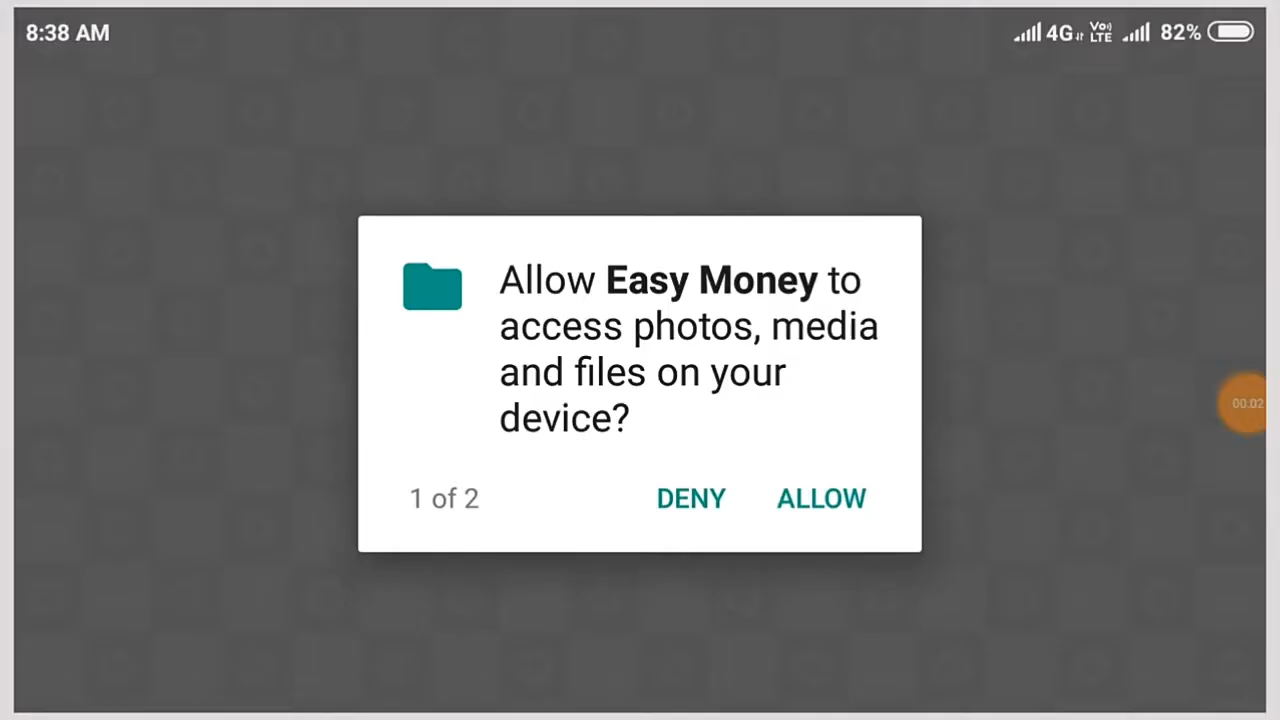 8:38 AM
4G Vo) LTE 82%
Allow Easy Money to
access photos, media
and files on your
device?
00:02
1 of 2 DENY ALLOW